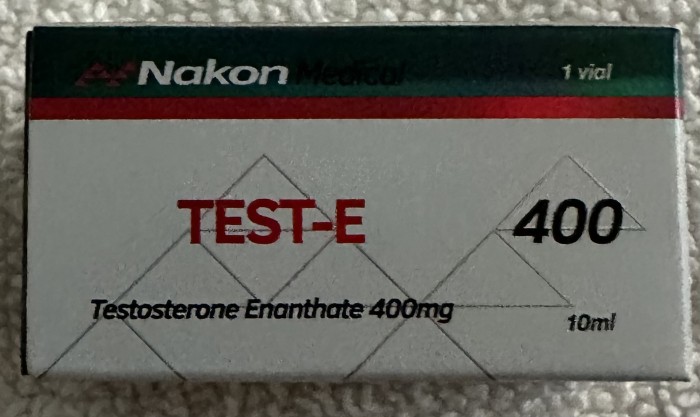 Nakon Medical
1 vial
TEST-E
400
Testosterone Enanthate 400mg
10ml